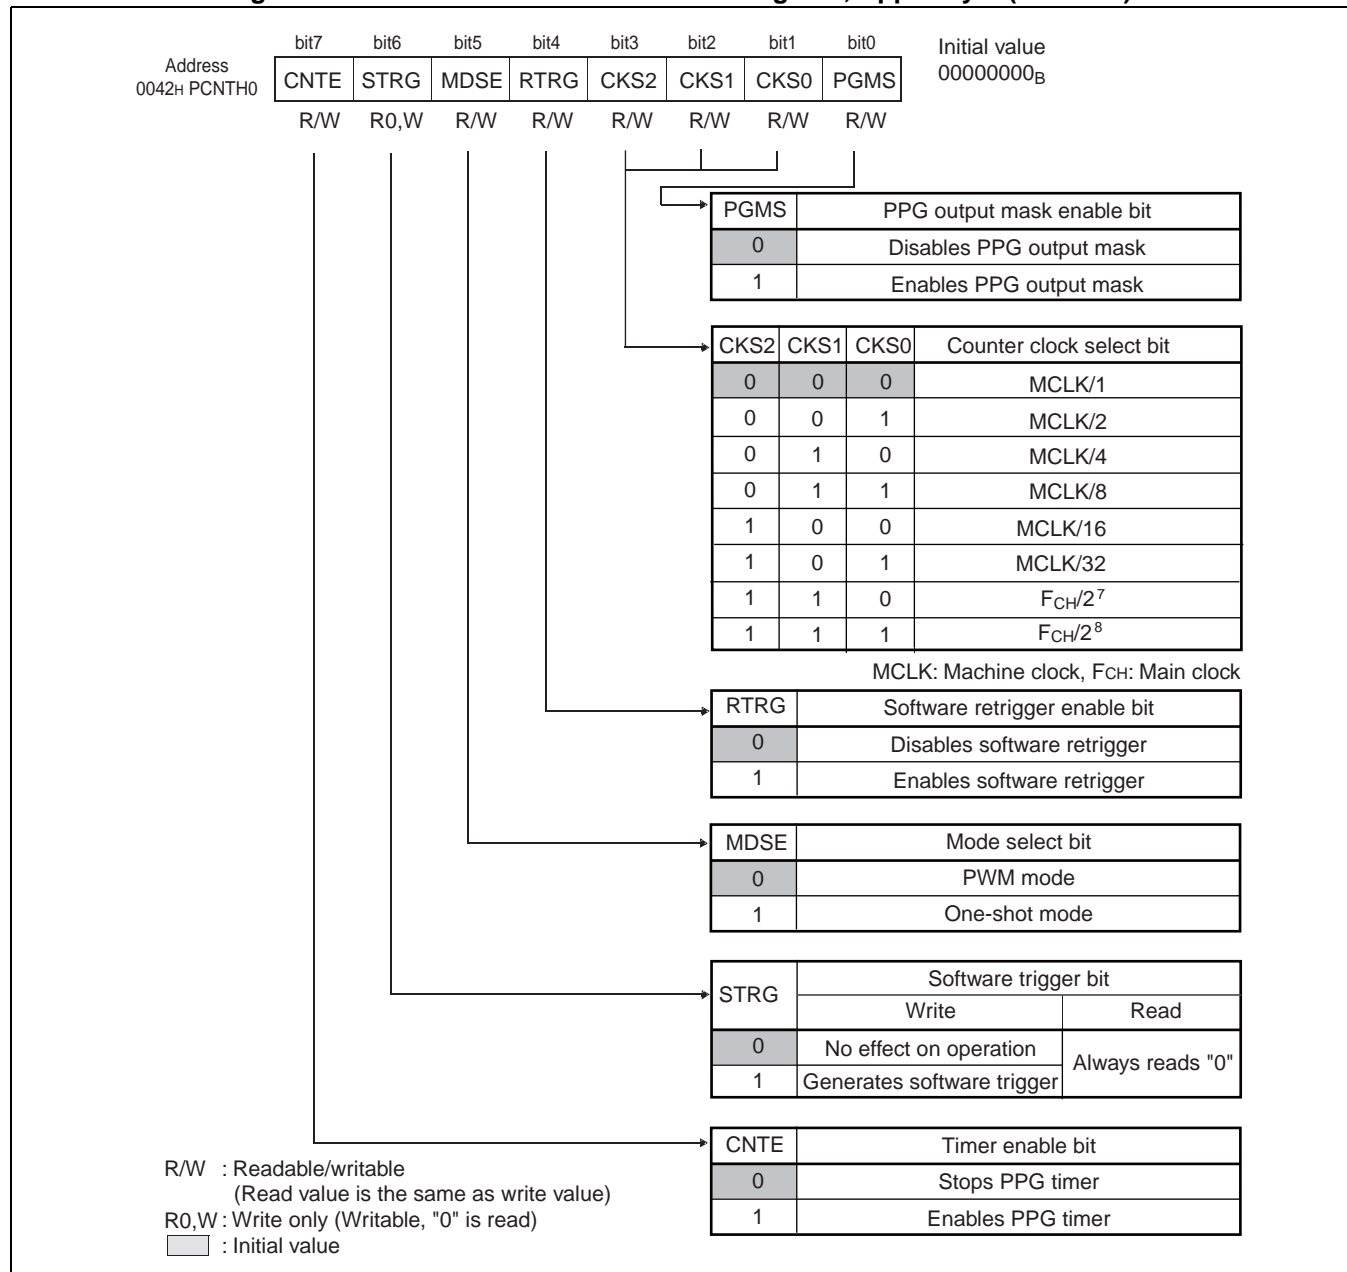 bit7 bit6 bit5 bit4 bit3 bit2 bit1 bit0 Initial value
Address
0042H PCNTH0 CNTE STRG MDSE RTRG CKS2 CKS1 CKS0 PGMS 00000000B
R/W R0,W R/W R/W R/W R/W R/W R/W
PGMS PPG output mask enable bit
0 Disables PPG output mask
1 Enables PPG output mask
CKS2 CKS1 CKS0 Counter clock select bit
0 0 0 MCLK/1
0 0 1 MCLK/2
0 1 0 MCLK/4
0 1 1 MCLK/8
1 0 0 MCLK/16
1 0 1 MCLK/32
1 1 0 FCH/2^7
1 1 1 FCH/2^8
MCLK: Machine clock, FCH: Main clock
RTRG Software retrigger enable bit
0 Disables software retrigger
1 Enables software retrigger
MDSE Mode select bit
0 PWM mode
1 One-shot mode
STRG Software trigger bit
Write Read
0 No effect on operation Always reads "0"
1 Generates software trigger
CNTE Timer enable bit
0 Stops PPG timer
1 Enables PPG timer
R/W : Readable/writable
(Read value is the same as write value)
R0,W : Write only (Writable, "0" is read)
: Initial value